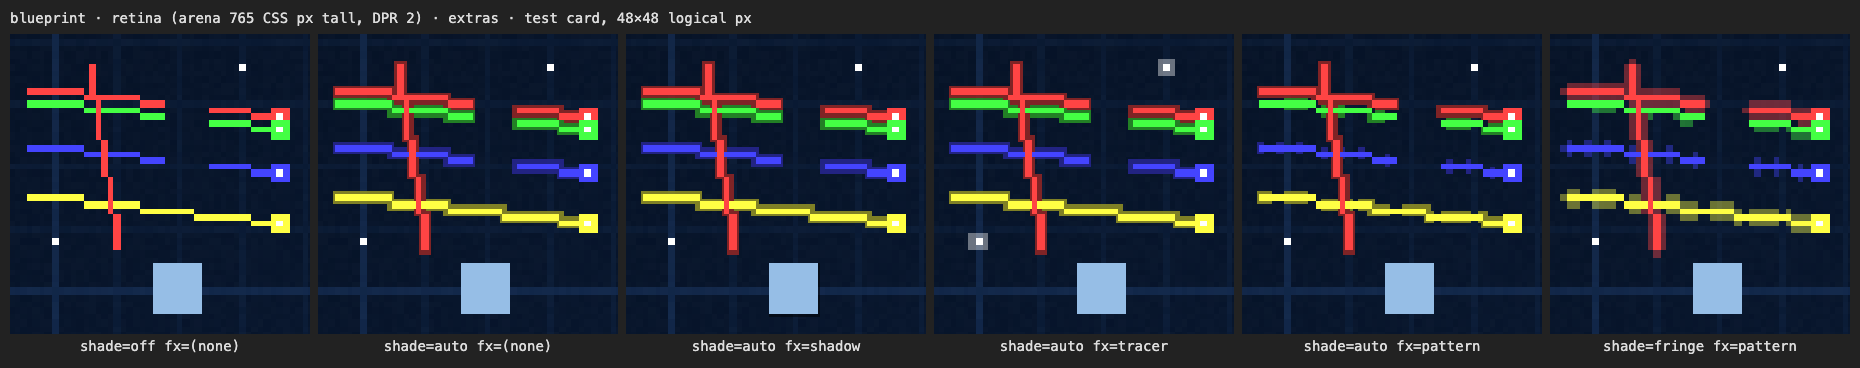 blueprint · retina (arena 765 CSS px tall, DPR 2) · extras · test card, 48×48 logical px
shade=off fx=(none)
shade=auto fx=(none)
shade=auto fx=shadow
shade=auto fx=tracer
shade=auto fx=pattern
shade=fringe fx=pattern